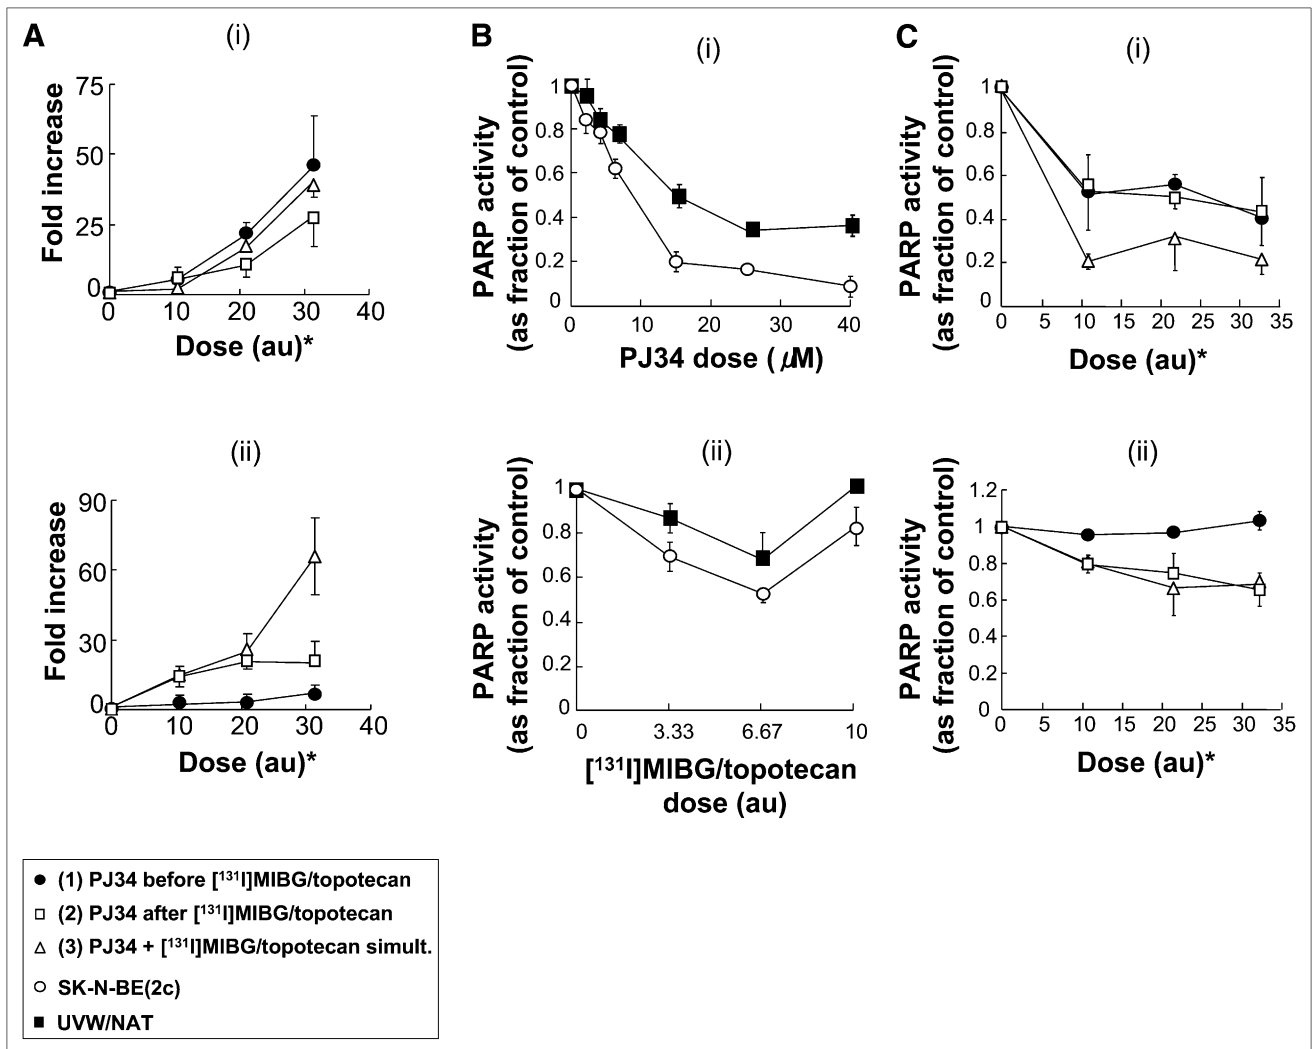 A
(i)
Fold increase
75
50
25
0
0 10 20 30 40
Dose (au)*
(ii)
Fold increase
90
60
30
0
0 10 20 30 40
Dose (au)*
B
(i)
PARP activity
(as fraction of control)
1
0.8
0.6
0.4
0.2
0
0 10 20 30 40
PJ34 dose ( μM)
(ii)
PARP activity
(as fraction of control)
1
0.8
0.6
0.4
0.2
0
0 3.33 6.67 10
[¹³¹I]MIBG/topotecan
dose (au)
C
(i)
PARP activity
(as fraction of control)
1
0.8
0.6
0.4
0.2
0
0 5 10 15 20 25 30 35
Dose (au)*
(ii)
PARP activity
(as fraction of control)
1.2
1
0.8
0.6
0.4
0.2
0
0 5 10 15 20 25 30 35
Dose (au)*
(1) PJ34 before [¹³¹I]MIBG/topotecan
(2) PJ34 after [¹³¹I]MIBG/topotecan
(3) PJ34 + [¹³¹I]MIBG/topotecan simult.
SK-N-BE(2c)
UVW/NAT